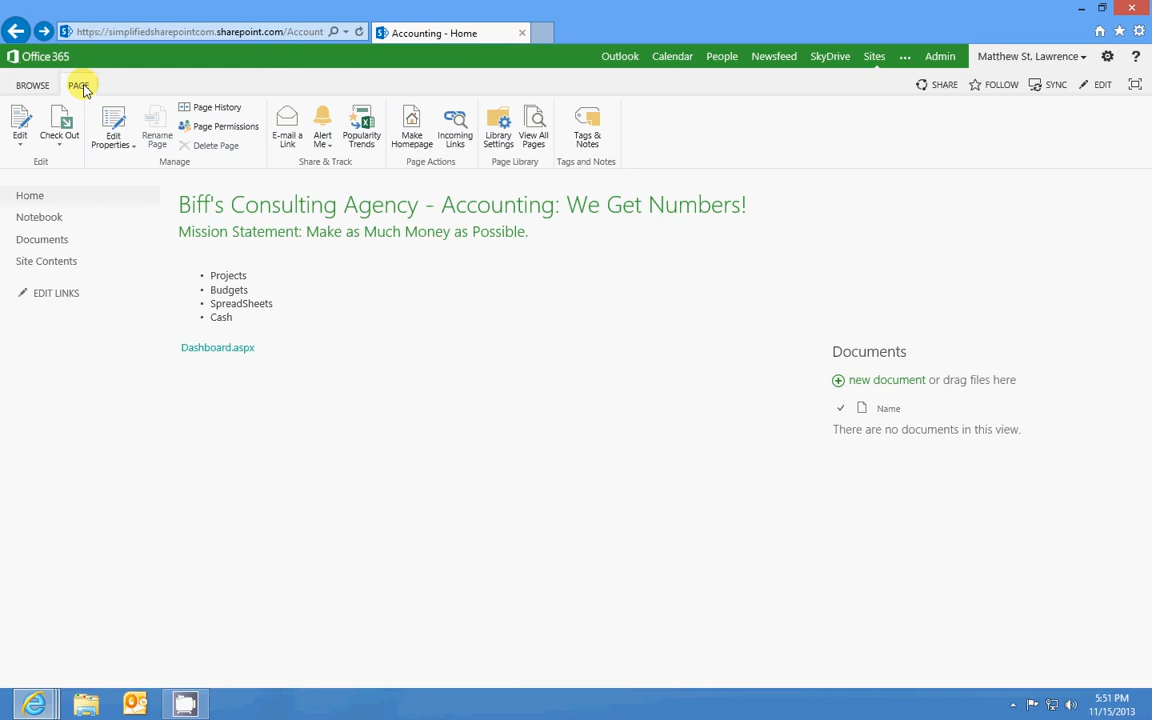 https://simplifiedsharepointcom.sharepoint.com/Account
Accounting - Home
Office 365
Outlook Calendar People Newsfeed SkyDrive Sites ... Admin Matthew St. Lawrence ?
BROWSE PAGE SHARE FOLLOW SYNC EDIT
Edit
Check Out
Edit Properties
Rename Page
Page History
Page Permissions
Delete Page
E-mail a Link
Alert Me
Popularity Trends
Make Homepage
Incoming Links
Library Settings
View All Pages
Tags & Notes
Edit Manage Share & Track Page Actions Page Library Tags and Notes
Home
Notebook
Documents
Site Contents
EDIT LINKS
Biff's Consulting Agency - Accounting: We Get Numbers!
Mission Statement: Make as Much Money as Possible.
• Projects
• Budgets
• SpreadSheets
• Cash
Dashboard.aspx
Documents
new document or drag files here
Name
There are no documents in this view.
5:51 PM
11/15/2013